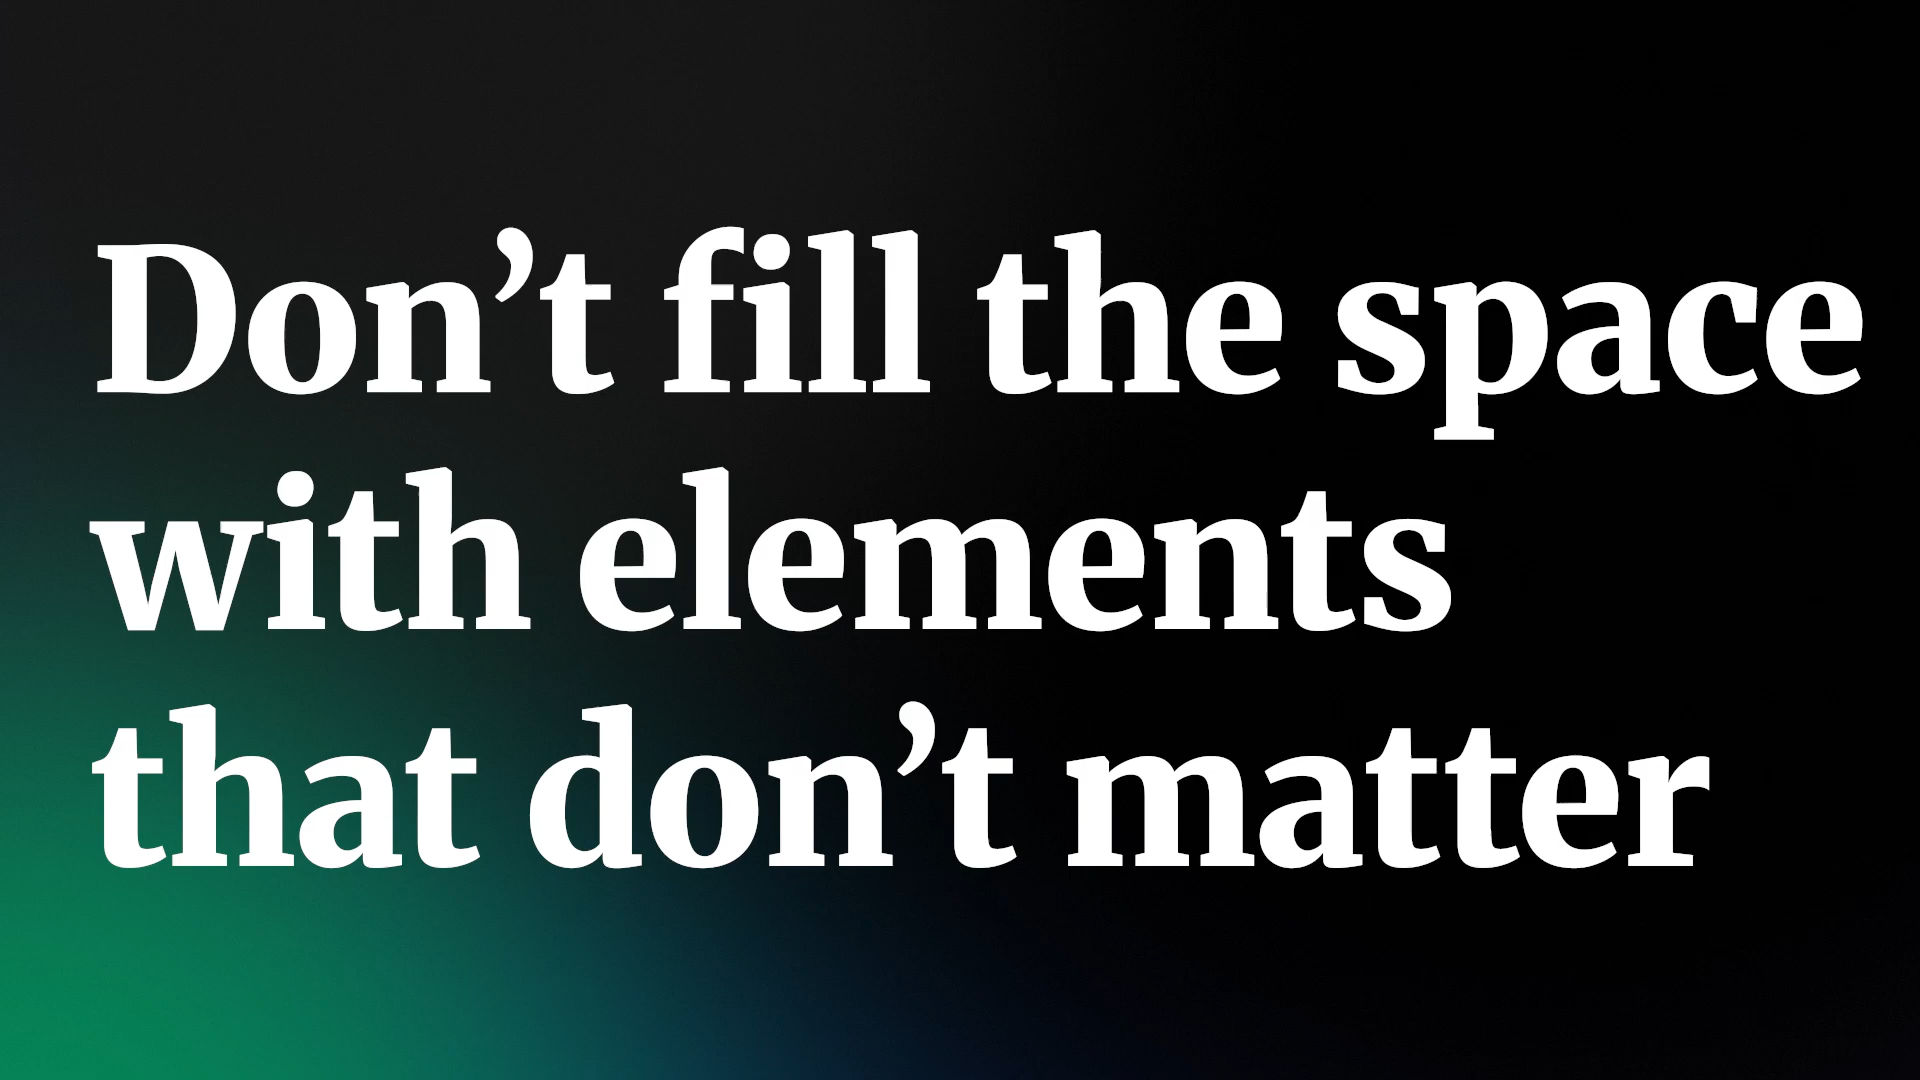 Don’t fill the space
with elements
that don’t matter